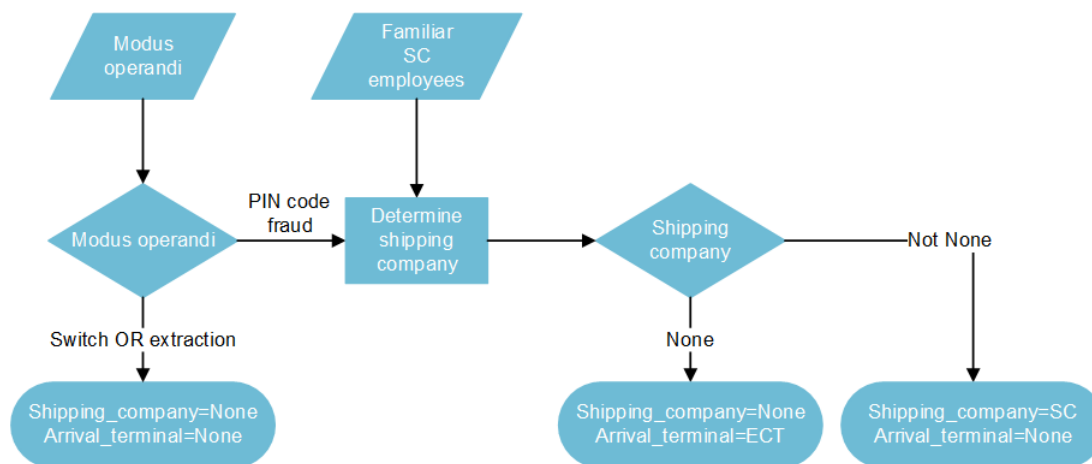 Modus
operandi
Familiar
SC
employees
Modus operandi
PIN code
fraud
Determine
shipping
company
Shipping
company
Not None
Switch OR extraction
None
Shipping_company=None
Arrival_terminal=None
Shipping_company=None
Arrival_terminal=ECT
Shipping_company=SC
Arrival_terminal=None